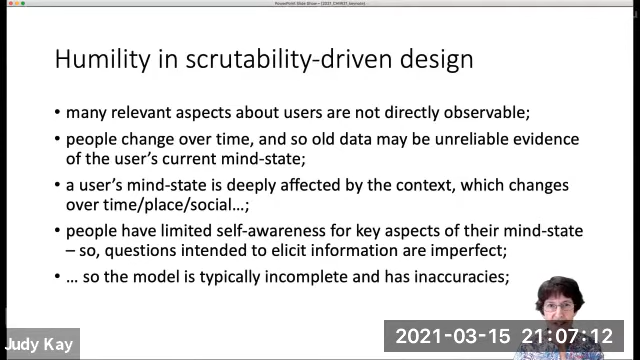 Humility in scrutability-driven design
• many relevant aspects about users are not directly observable;
• people change over time, and so old data may be unreliable evidence
of the user's current mind-state;
• a user's mind-state is deeply affected by the context, which changes
over time/place/social...;
• people have limited self-awareness for key aspects of their mind-state
– so, questions intended to elicit information are imperfect;
• ... so the model is typically incomplete and has inaccuracies;
Judy Kay
2021-03-15 21:07:12